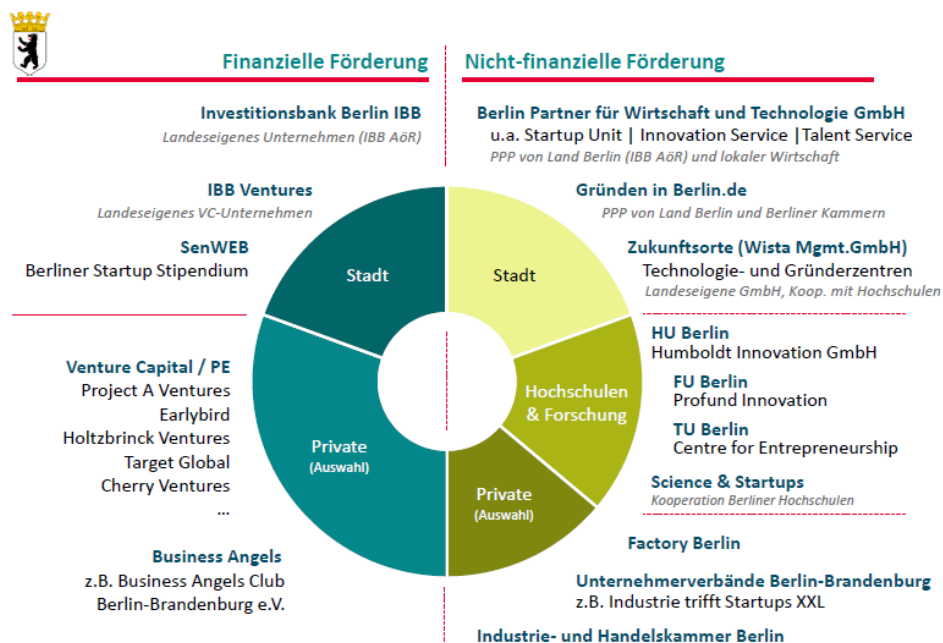 Finanzielle Förderung
Investitionsbank Berlin IBB
Landeseigenes Unternehmen (IBB AöR)
IBB Ventures
Landeseigenes VC-Unternehmen
SenWEB
Berliner Startup Stipendium
Venture Capital / PE
Project A Ventures
Earlybird
Holtzbrinck Ventures
Target Global
Cherry Ventures
...
Business Angels
z.B. Business Angels Club
Berlin-Brandenburg e.V.
Stadt
Private
(Auswahl)
Stadt
Hochschulen
& Forschung
Private
(Auswahl)
Nicht-finanzielle Förderung
Berlin Partner für Wirtschaft und Technologie GmbH
u.a. Startup Unit | Innovation Service |Talent Service
PPP von Land Berlin (IBB AöR) und lokaler Wirtschaft
Gründen in Berlin.de
PPP von Land Berlin und Berliner Kammern
Zukunftsorte (Wista Mgmt.GmbH)
Technologie- und Gründerzentren
Landeseigene GmbH, Koop. mit Hochschulen
HU Berlin
Humboldt Innovation GmbH
FU Berlin
Profund Innovation
TU Berlin
Centre for Entrepreneurship
Science & Startups
Kooperation Berliner Hochschulen
Factory Berlin
Unternehmerverbände Berlin-Brandenburg
z.B. Industrie trifft Startups XXL
Industrie- und Handelskammer Berlin